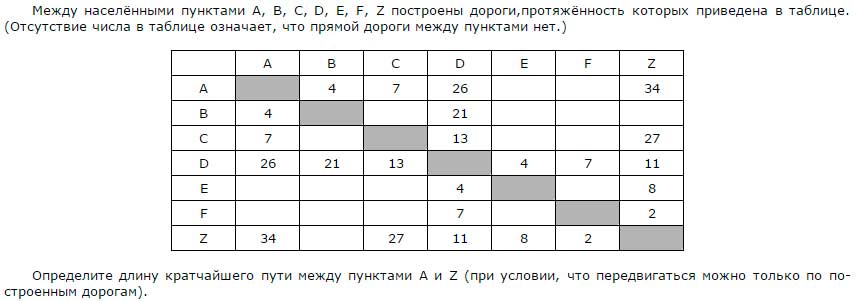 Между населёнными пунктами A, B, C, D, E, F, Z построены дороги,протяжённость которых приведена в таблице.
(Отсутствие числа в таблице означает, что прямой дороги между пунктами нет.)
A B C D E F Z
A 4 7 26 34
B 4 21
C 7 13 27
D 26 21 13 4 7 11
E 4 8
F 7 2
Z 34 27 11 8 2
Определите длину кратчайшего пути между пунктами A и Z (при условии, что передвигаться можно только по по-
строенным дорогам).